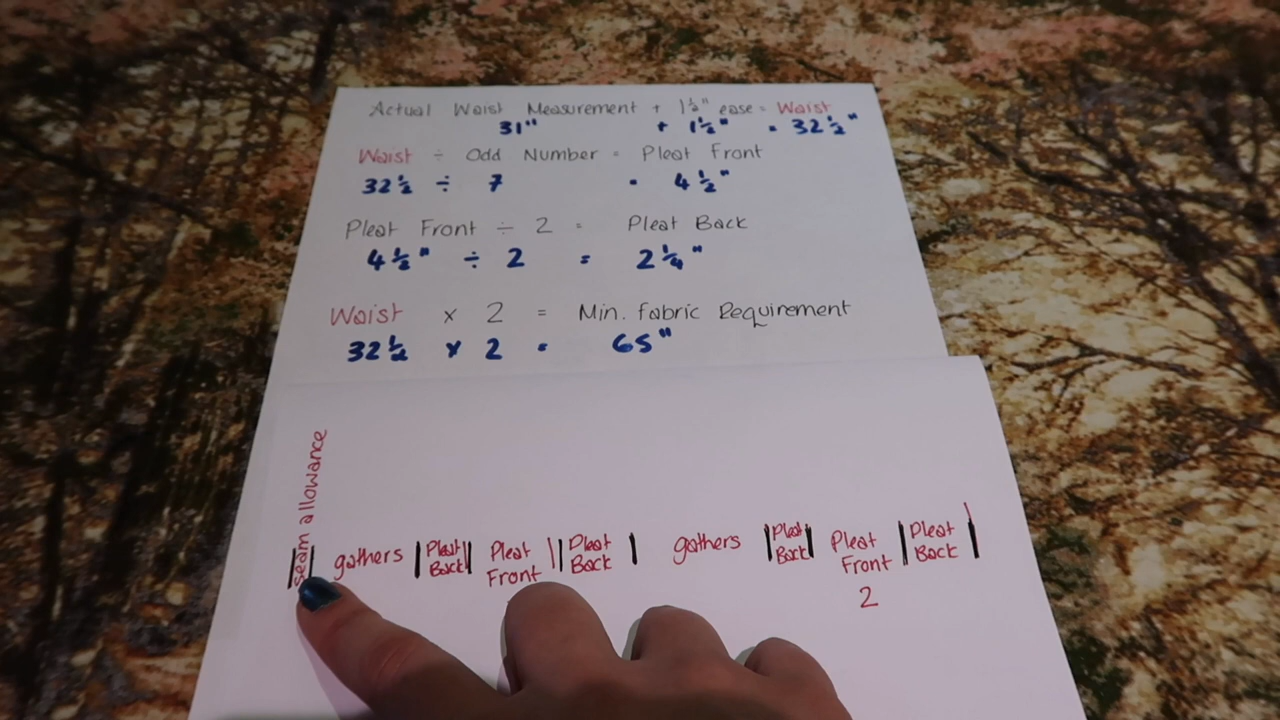 Actual Waist Measurement + 1½" ease = Waist
31" + 1½" = 32½"
Waist ÷ Odd Number = Pleat Front
32½ ÷ 7 = 4½"
Pleat Front ÷ 2 = Pleat Back
4½" ÷ 2 = 2¼"
Waist x 2 = Min. Fabric Requirement
32½ x 2 = 65"
seam allowance
gathers | Pleat Back | Pleat Front | Pleat Back | gathers | Pleat Back | Pleat Front | Pleat Back |
2